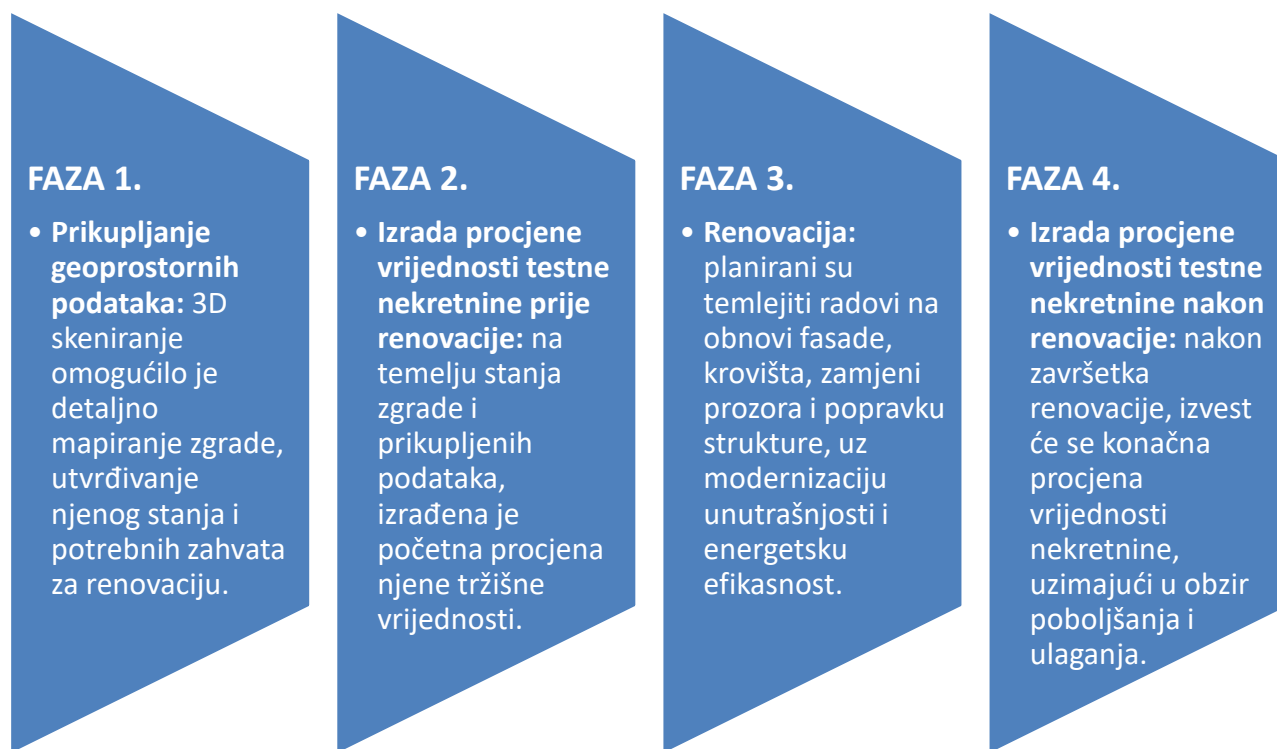 FAZA 1.
• Prikupljanje
geoprostornih
podataka: 3D
skeniranje
omogućilo je
detaljno
mapiranje zgrade,
utvrđivanje
njenog stanja i
potrebnih zahvata
za renovaciju.
FAZA 2.
• Izrada procjene
vrijednosti testne
nekretnine prije
renovacije: na
temelju stanja
zgrade i
prikupljenih
podataka,
izrađena je
početna procjena
njene tržišne
vrijednosti.
FAZA 3.
• Renovacija:
planirani su
temlejiti radovi na
obnovi fasade,
krovišta, zamjeni
prozora i popravku
strukture, uz
modernizaciju
unutrašnjosti i
energetsku
efikasnost.
FAZA 4.
• Izrada procjene
vrijednosti testne
nekretnine nakon
renovacije: nakon
završetka
renovacije, izvest
će se konačna
procjena
vrijednosti
nekretnine,
uzimajući u obzir
poboljšanja i
ulaganja.